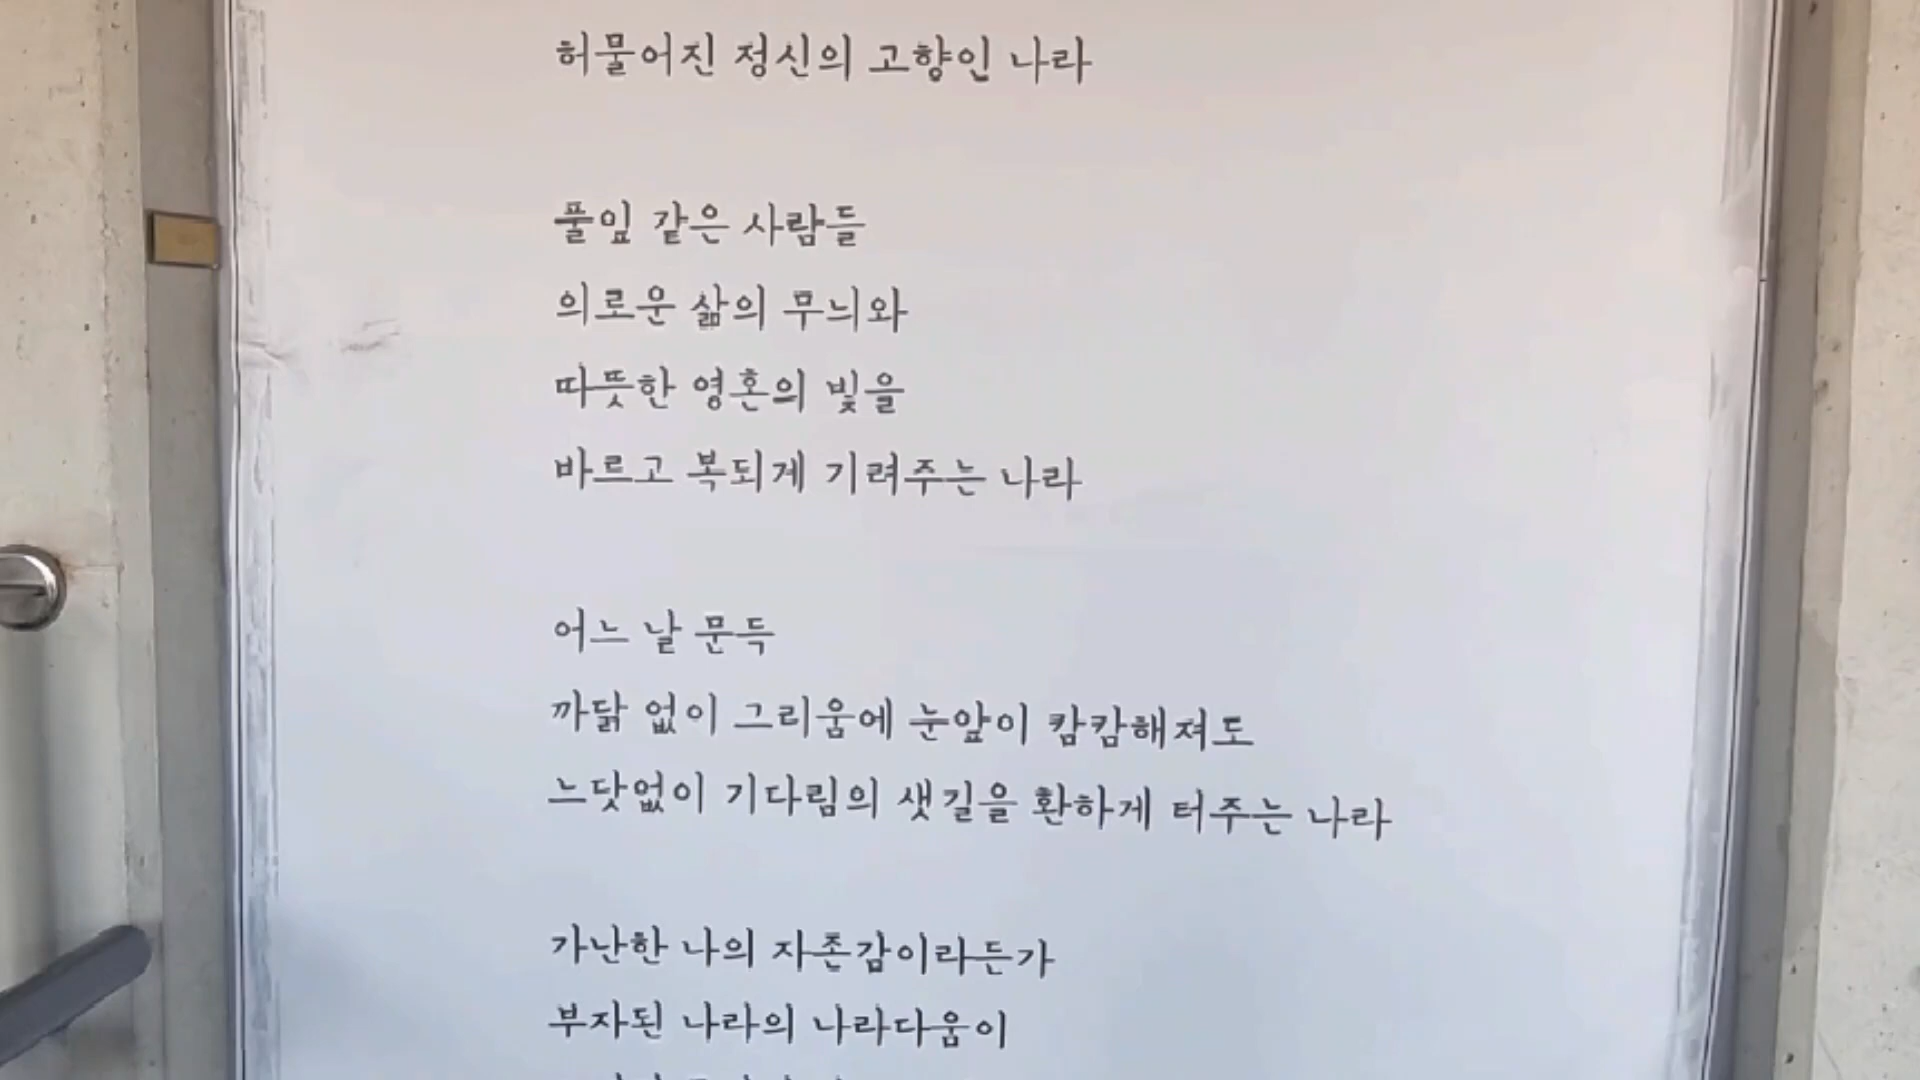 허물어진 정신의 고향인 나라
풀잎 같은 사람들
의로운 삶의 무늬와
따뜻한 영혼의 빛을
바르고 복되게 기려주는 나라
어느 날 문득
까닭 없이 그리움에 눈앞이 캄캄해져도
느닷없이 기다림의 샛길을 환하게 터주는 나라
가난한 나의 자존감이라든가
부자된 나라의 나라다움이